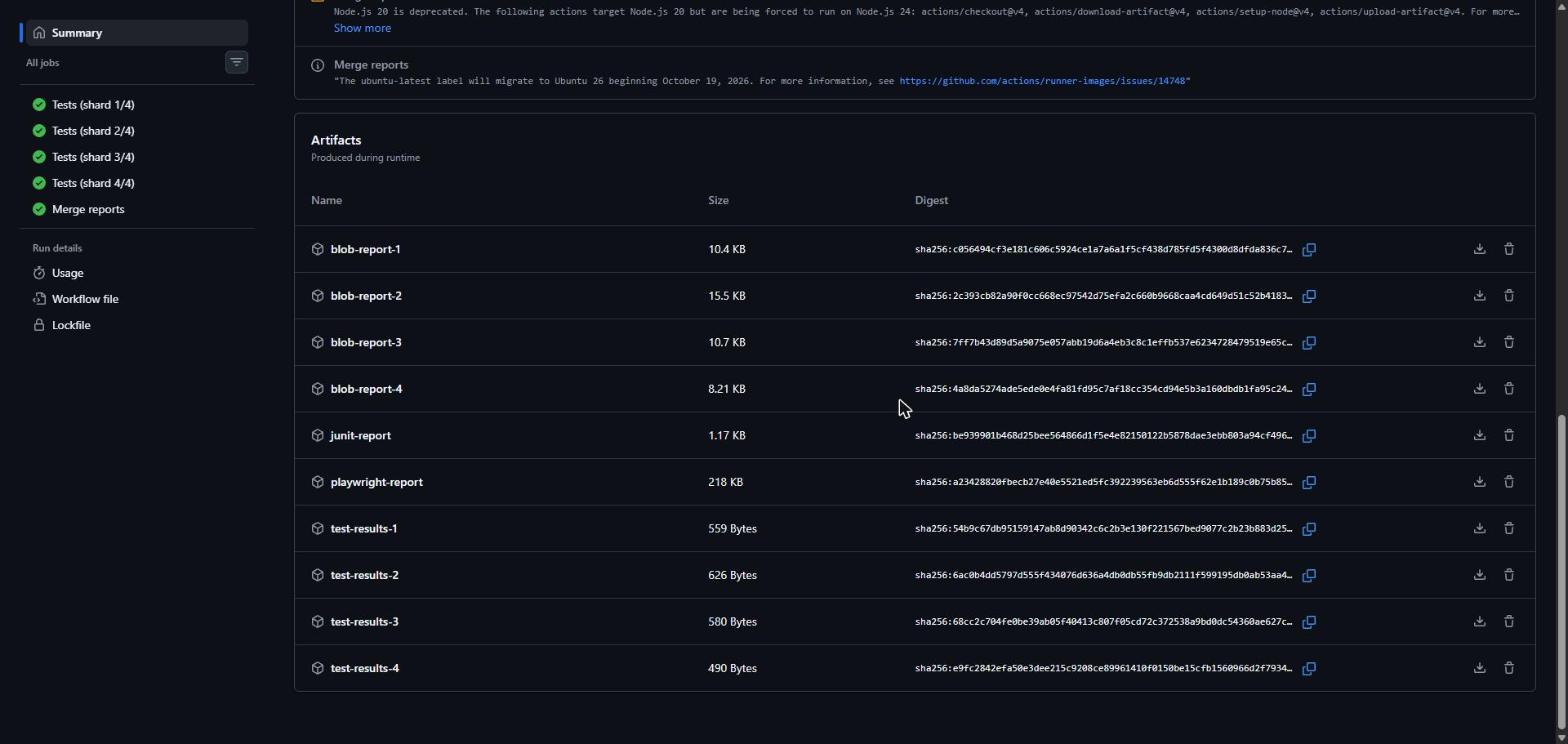 Summary
All jobs
Tests (shard 1/4)
Tests (shard 2/4)
Tests (shard 3/4)
Tests (shard 4/4)
Merge reports
Run details
Usage
Workflow file
Lockfile
Node.js 20 is deprecated. The following actions target Node.js 20 but are being forced to run on Node.js 24: actions/checkout@v4, actions/download-artifact@v4, actions/setup-node@v4, actions/upload-artifact@v4. For more…
Show more
Merge reports
"The ubuntu-latest label will migrate to Ubuntu 26 beginning October 19, 2026. For more information, see https://github.com/actions/runner-images/issues/14748"
Artifacts
Produced during runtime
Name Size Digest
blob-report-1 10.4 KB sha256:c056494cf3e181c606c5924ce1a7a6a1f5cf438d785fd5f4300d8dfda836c7…
blob-report-2 15.5 KB sha256:2c393cb82a90f0cc668ec97542d75efa2c660b9668caa4cd649d51c52b4183…
blob-report-3 10.7 KB sha256:7ff7b43d89d5a9075e057abb19d6a4eb3c8c1effb537e6234728479519e65c…
blob-report-4 8.21 KB sha256:4a8da5274ade5ede0e4fa81fd95c7af18cc354cd94e5b3a160dbdb1fa95c24…
junit-report 1.17 KB sha256:be939901b468d25bee564866d1f5e4e82150122b5878dae3ebb803a94cf496…
playwright-report 218 KB sha256:a23428820fbecb27e40e5521ed5fc392239563eb6d555f62e1b189c0b75b85…
test-results-1 559 Bytes sha256:54b9c67db95159147ab8d90342c6c2b3e130f221567bed9077c2b23b883d25…
test-results-2 626 Bytes sha256:6ac0b4dd5797d555f434076d636a4db0db55fb9db2111f599195db0ab53aa4…
test-results-3 580 Bytes sha256:68cc2c704fe0be39ab05f40413c807f05cd72c372538a9bd0dc54360ae627c…
test-results-4 490 Bytes sha256:e9fc2842efa50e3dee215c9208ce89961410f0150be15cfb1560966d2f7934…